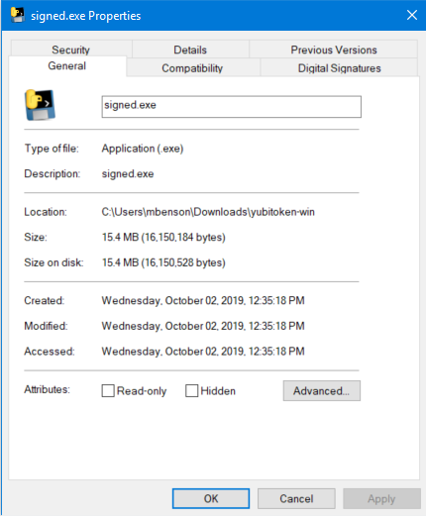 signed.exe Properties
Security Details Previous Versions
General Compatibility Digital Signatures
signed.exe
Type of file: Application (.exe)
Description: signed.exe
Location: C:\Users\mbenson\Downloads\yubitoken-win
Size: 15.4 MB (16,150,184 bytes)
Size on disk: 15.4 MB (16,150,528 bytes)
Created: Wednesday, October 02, 2019, 12:35:18 PM
Modified: Wednesday, October 02, 2019, 12:35:18 PM
Accessed: Wednesday, October 02, 2019, 12:35:18 PM
Attributes: Read-only Hidden Advanced...
OK Cancel Apply